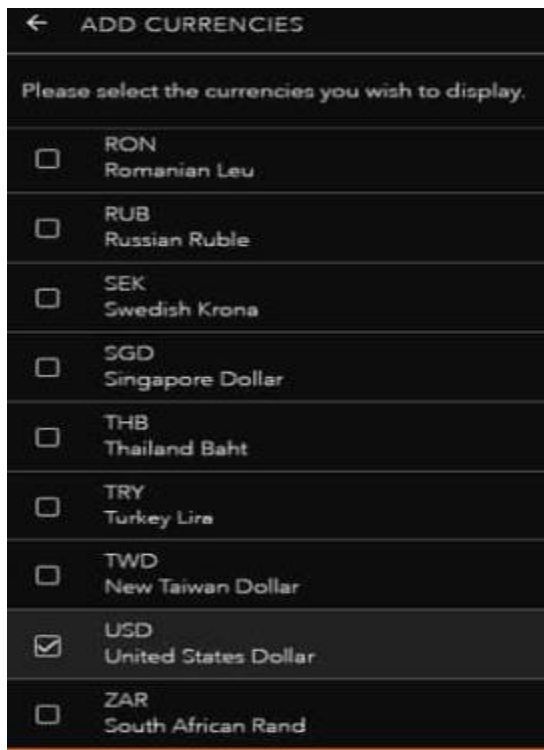 ADD CURRENCIES
Please select the currencies you wish to display.
RON
Romanian Leu
RUB
Russian Ruble
SEK
Swedish Krona
SGD
Singapore Dollar
THB
Thailand Baht
TRY
Turkey Lira
TWD
New Taiwan Dollar
USD
United States Dollar
ZAR
South African Rand